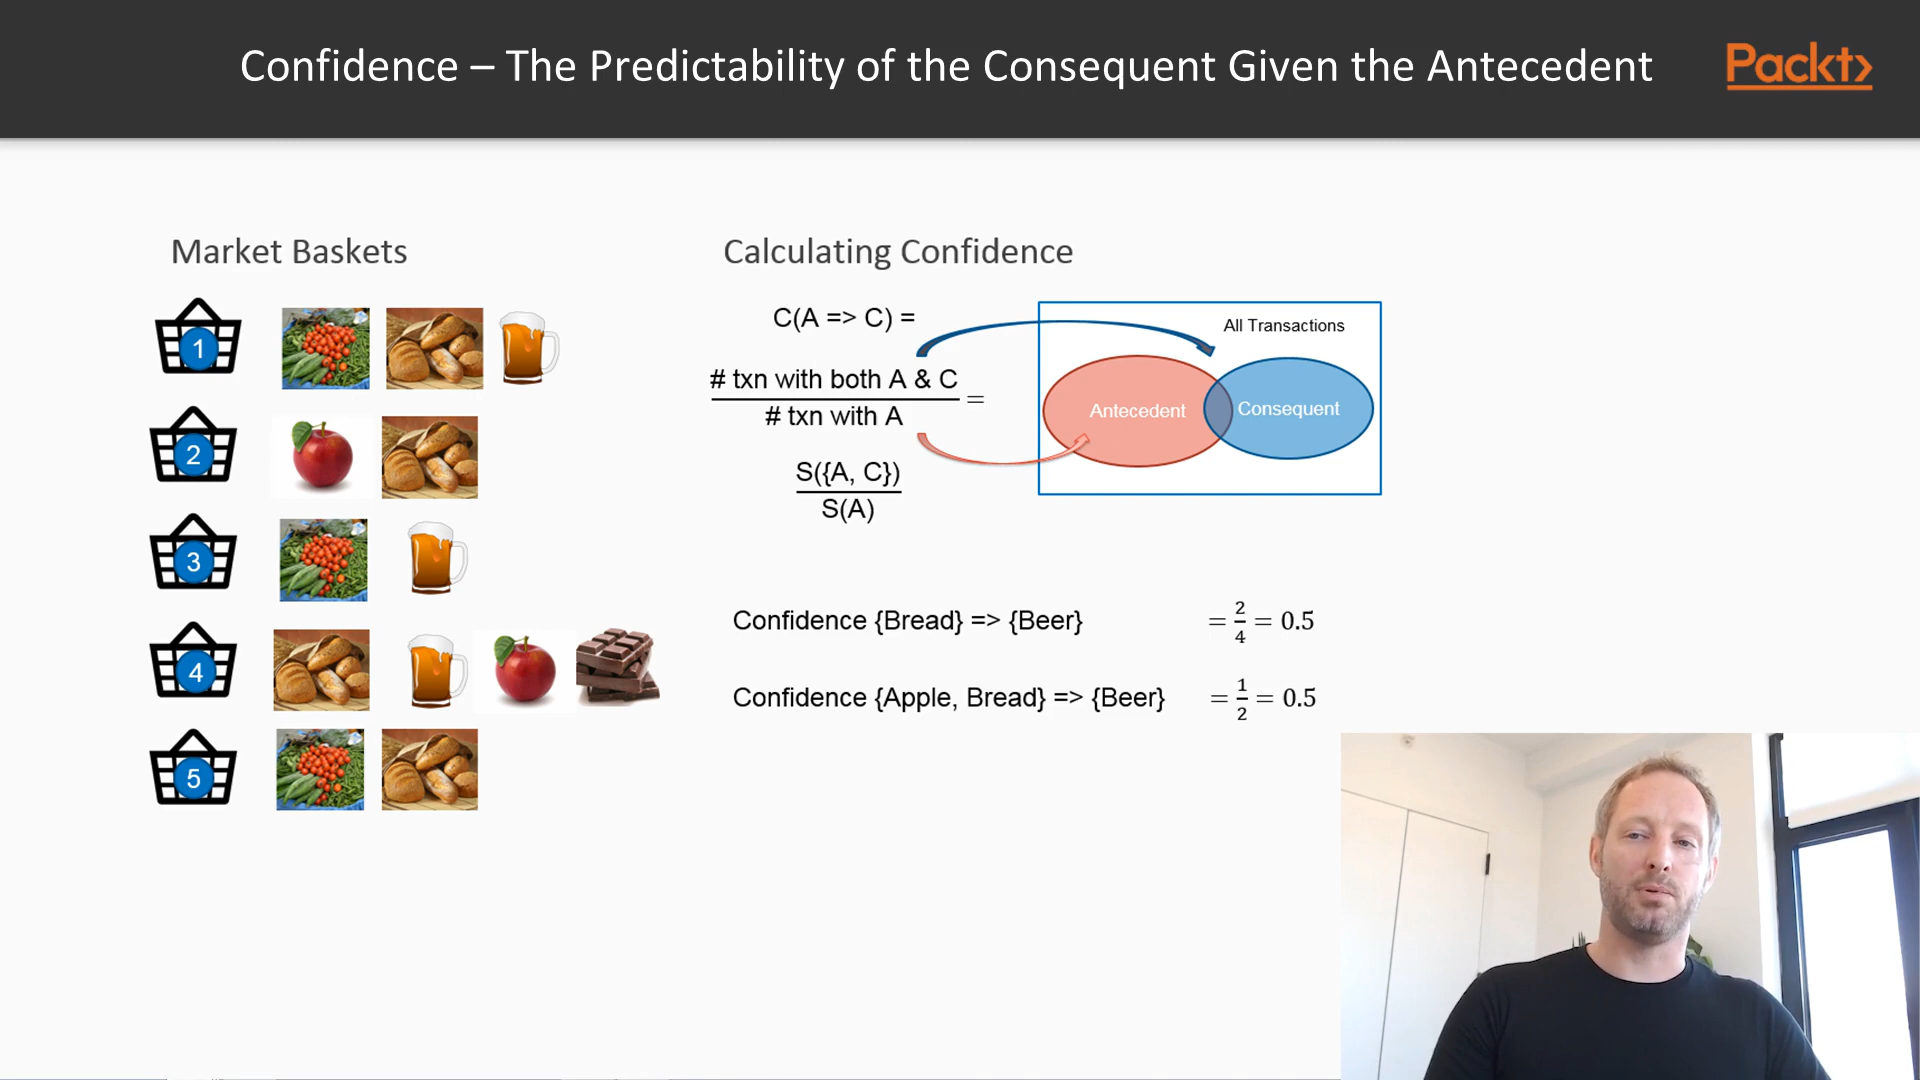 Confidence – The Predictability of the Consequent Given the Antecedent
Packt>
Market Baskets
1
2
3
4
5
Calculating Confidence
C(A => C) =
# txn with both A & C
# txn with A
=
S({A, C})
S(A)
All Transactions
Antecedent
Consequent
Confidence {Bread} => {Beer} = 2/4 = 0.5
Confidence {Apple, Bread} => {Beer} = 1/2 = 0.5